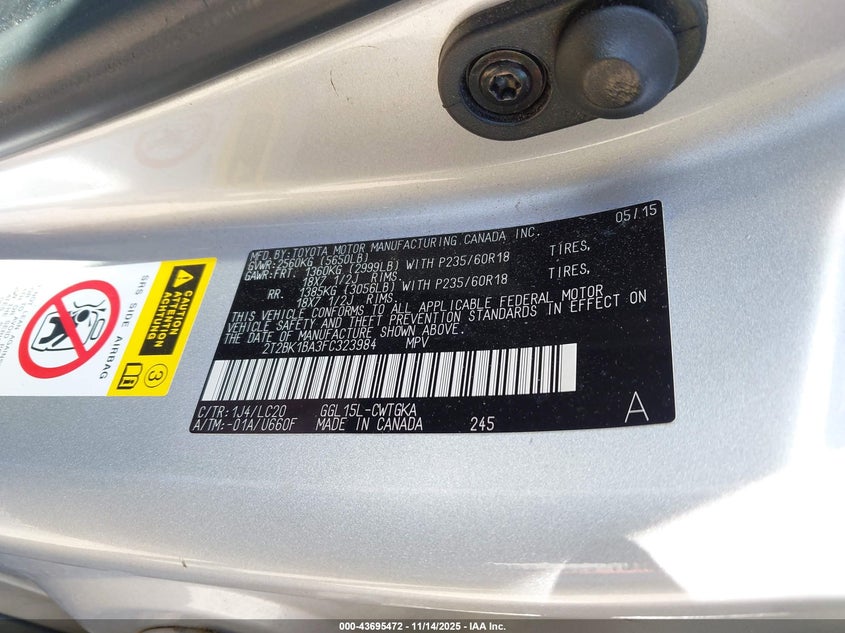 MFD. BY:TOYOTA MOTOR MANUFACTURING CANADA INC. 05/15
GVWR:2560KG (5650LB)
GAWR:FRT. 1360KG (2999LB) WITH P235/60R18 TIRES,
18X7 1/2J RIMS
RR. 1385KG (3056LB) WITH P235/60R18 TIRES,
18X7 1/2J RIMS
THIS VEHICLE CONFORMS TO ALL APPLICABLE FEDERAL MOTOR
VEHICLE SAFETY AND THEFT PREVENTION STANDARDS IN EFFECT ON
THE DATE OF MANUFACTURE SHOWN ABOVE.
2T2BK1BA3FC323984 MPV
C/TR:1J4/LC20 GGL15L-CWTGKA
A/TM:-01A/U660F MADE IN CANADA 245 A
SRS SIDE AIRBAG
CAUTION
ATTENTION
ACHTUNG
3
000-43695472 - 11/14/2025 - IAA Inc.